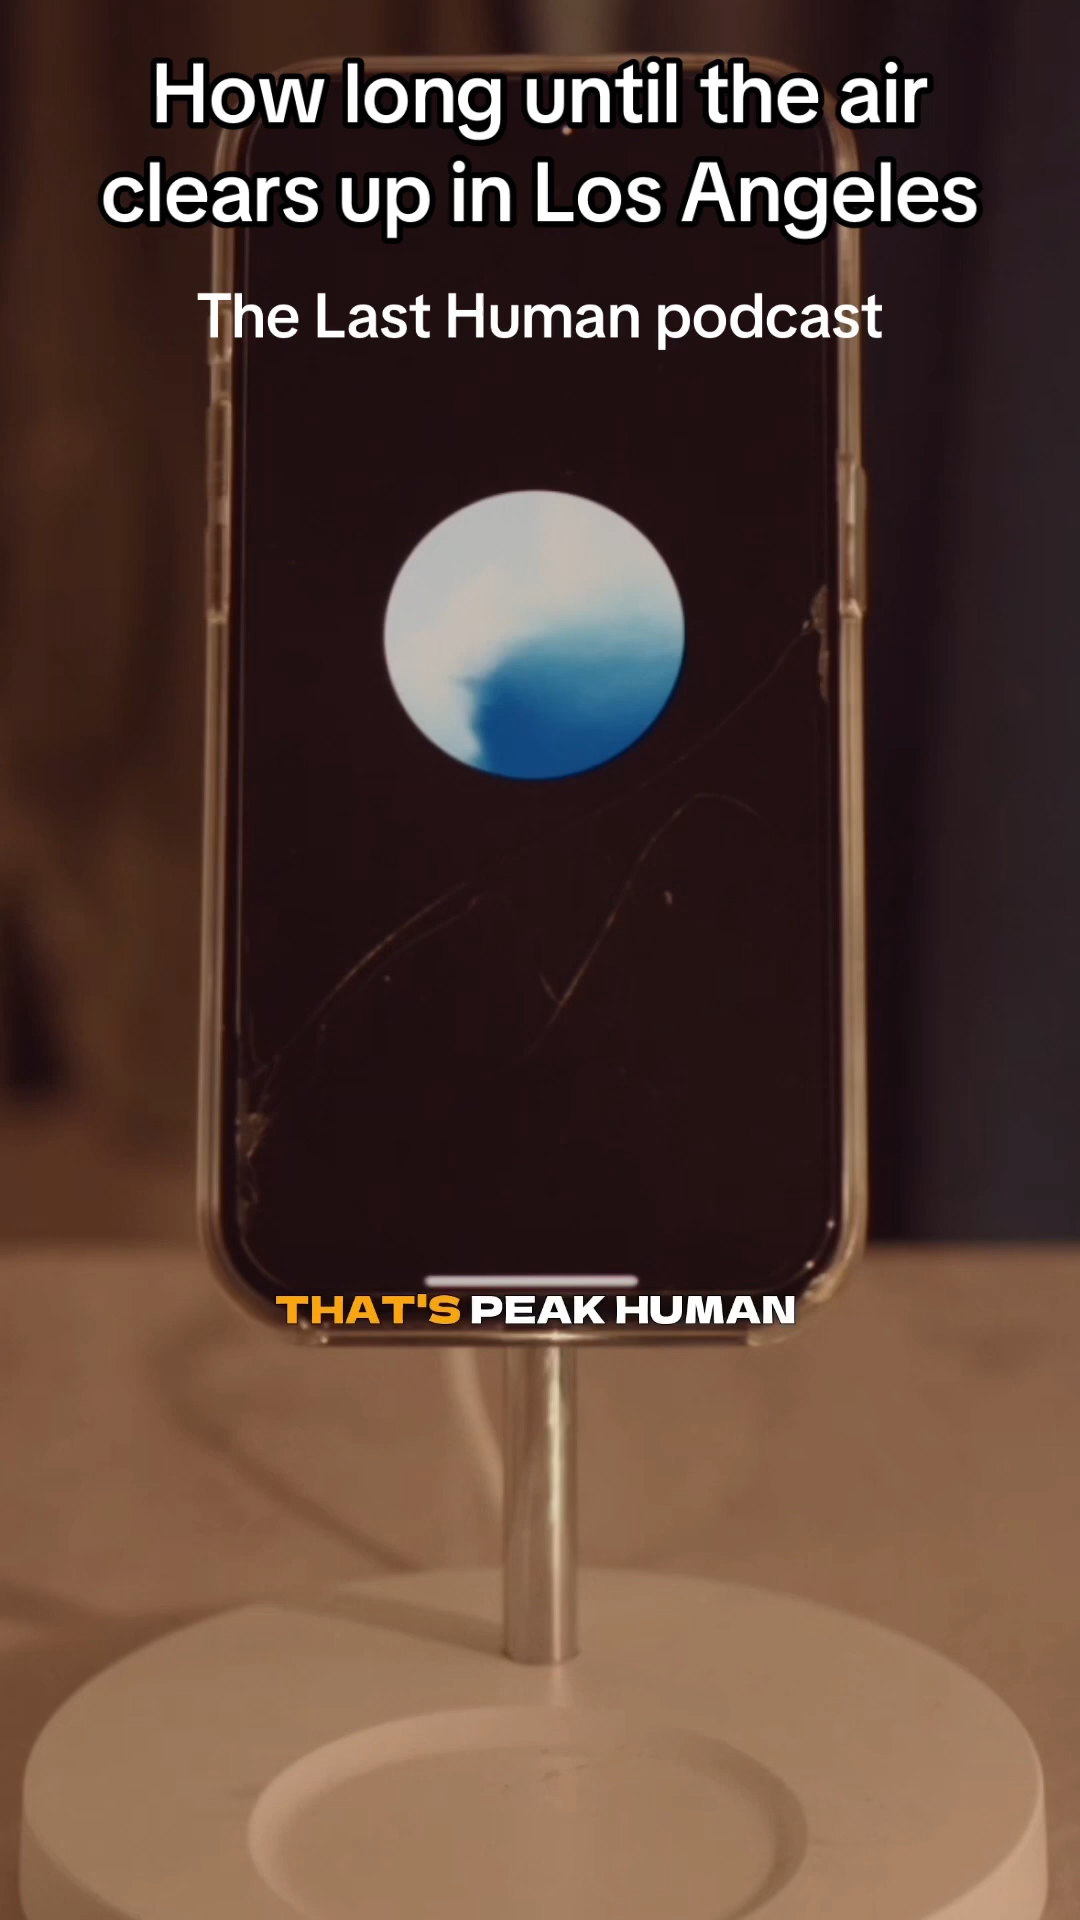 How long until the air
clears up in Los Angeles
The Last Human podcast
THAT'S PEAK HUMAN